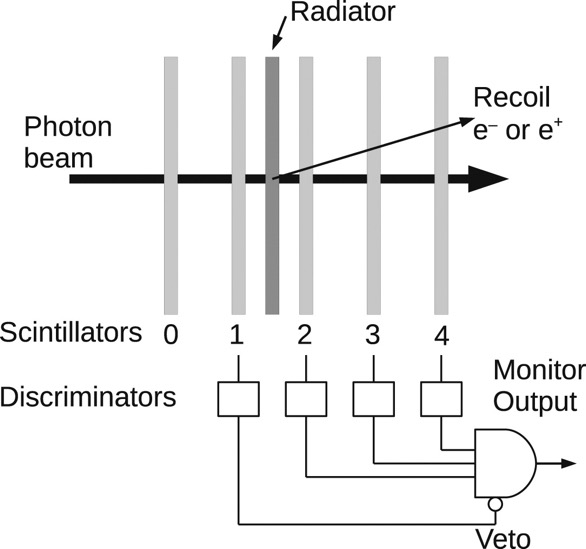 Radiator
Recoil
e– or e+
Photon
beam
Scintillators 0 1 2 3 4
Discriminators
Monitor
Output
Veto